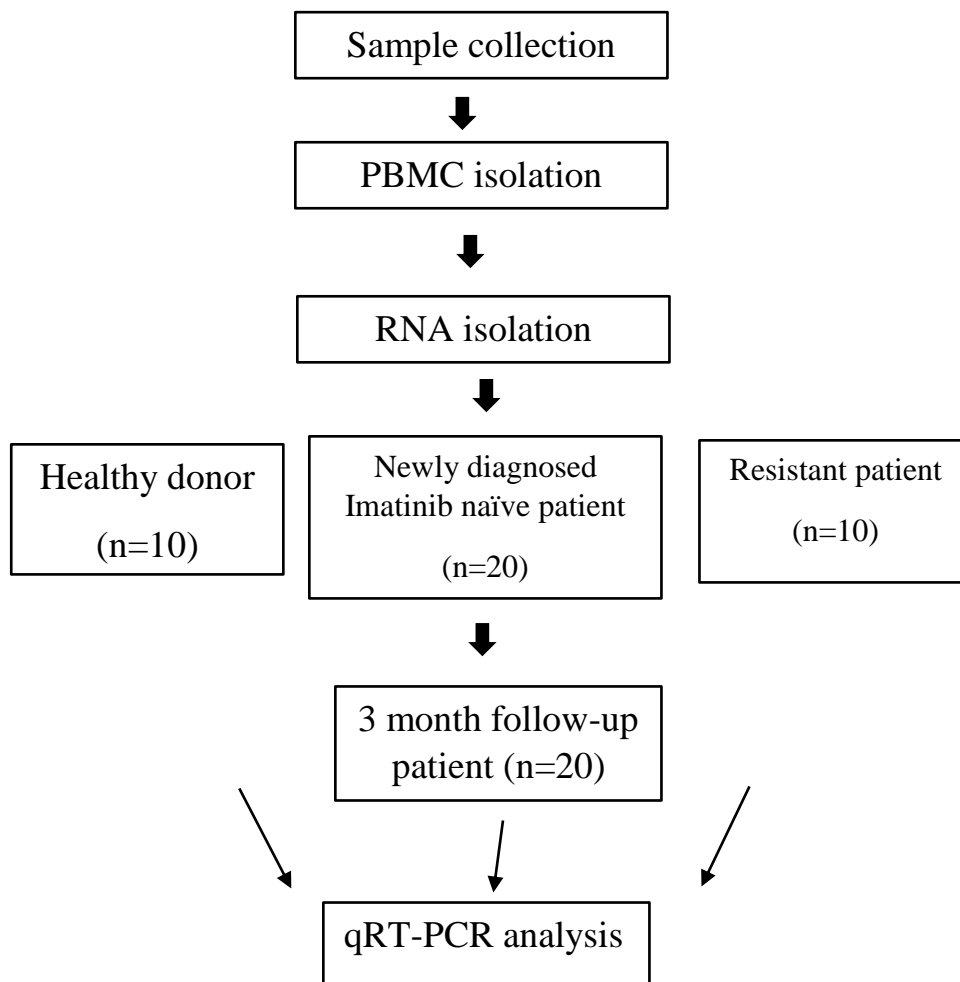 Sample collection
PBMC isolation
RNA isolation
Healthy donor
(n=10)
Newly diagnosed
Imatinib naïve patient
(n=20)
Resistant patient
(n=10)
3 month follow-up
patient (n=20)
qRT-PCR analysis